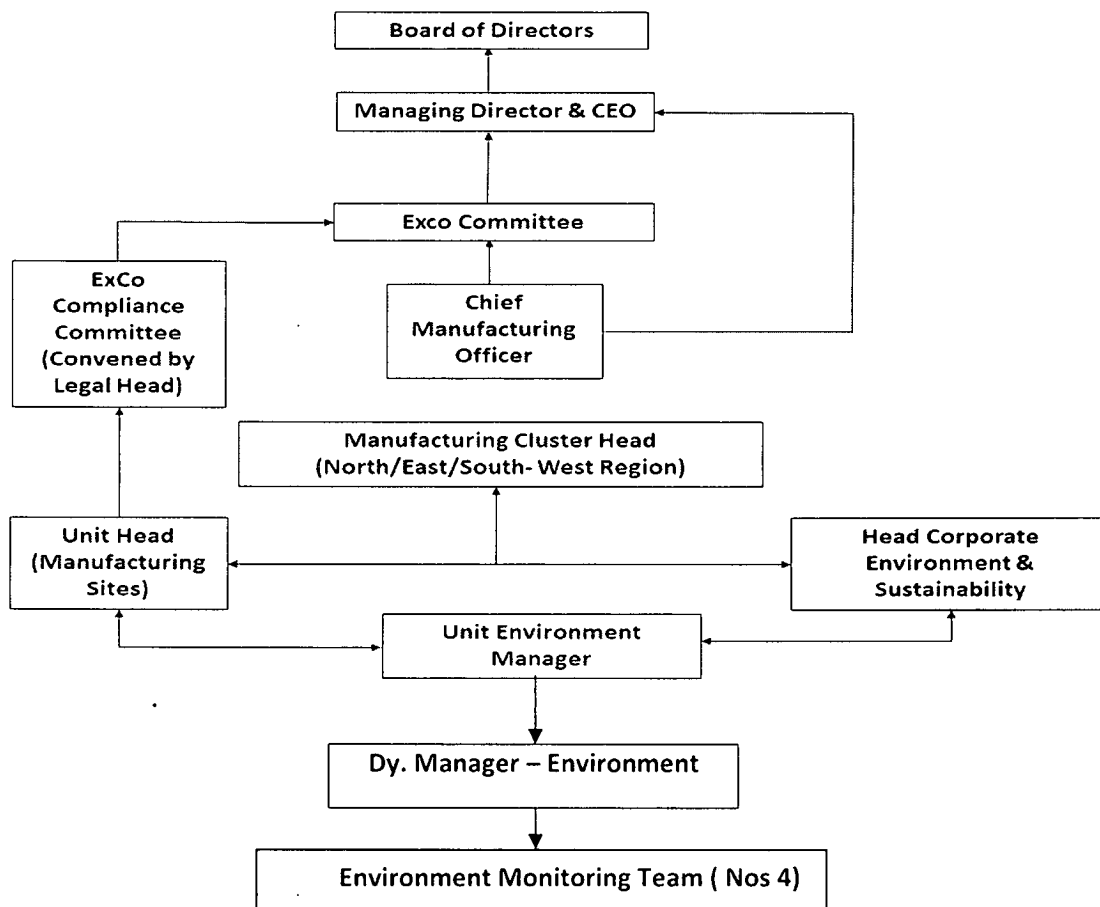 Board of Directors
Managing Director & CEO
Exco Committee
ExCo
Compliance
Committee
(Convened by
Legal Head)
Chief
Manufacturing
Officer
Manufacturing Cluster Head
(North/East/South- West Region)
Unit Head
(Manufacturing
Sites)
Head Corporate
Environment &
Sustainability
Unit Environment
Manager
Dy. Manager – Environment
Environment Monitoring Team ( Nos 4)